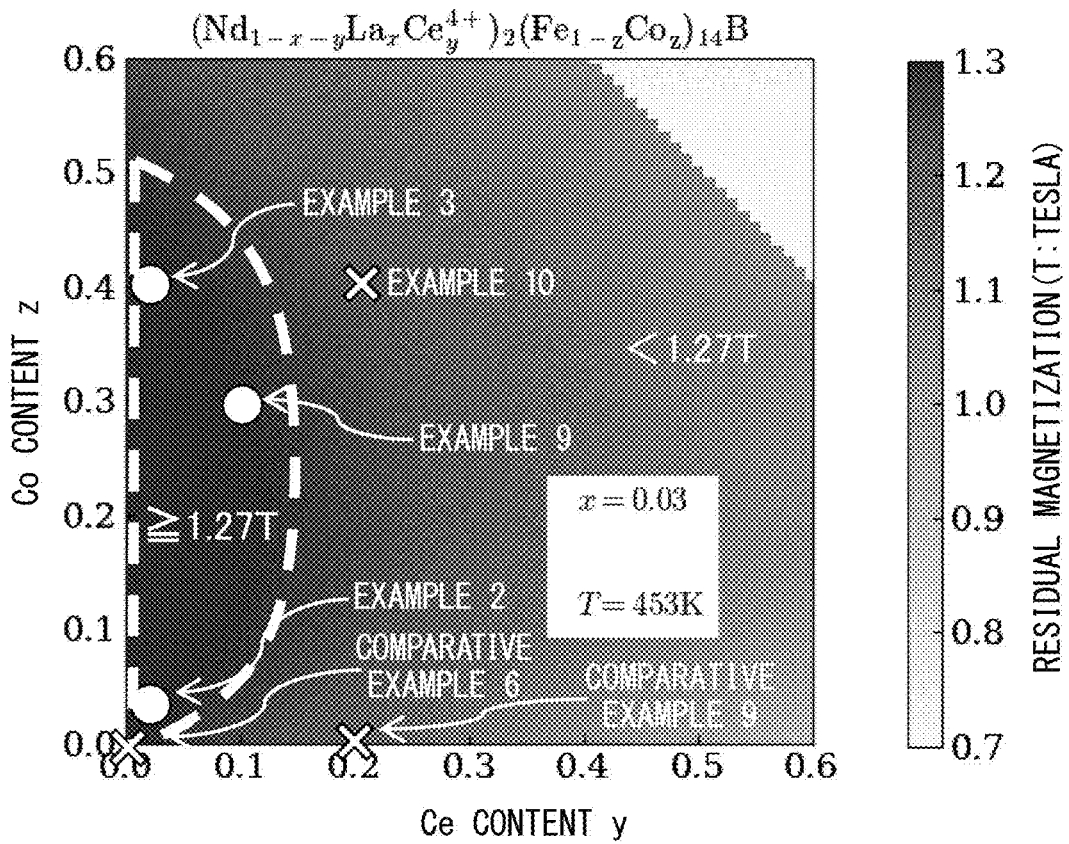 (Nd1−x−yLaxCe4+y)2(Fe1−zCoz)14B
0.6
0.5
0.4
0.3
0.2
0.1
0.0
Co CONTENT z
EXAMPLE 3
EXAMPLE 10
<1.27T
EXAMPLE 9
≧1.27T
x=0.03
T=453K
EXAMPLE 2
COMPARATIVE
EXAMPLE 6
COMPARATIVE
EXAMPLE 9
0.0
0.1
0.2
0.3
0.4
0.5
0.6
Ce CONTENT y
1.3
1.2
1.1
1.0
0.9
0.8
0.7
RESIDUAL MAGNETIZATION(T:TESLA)